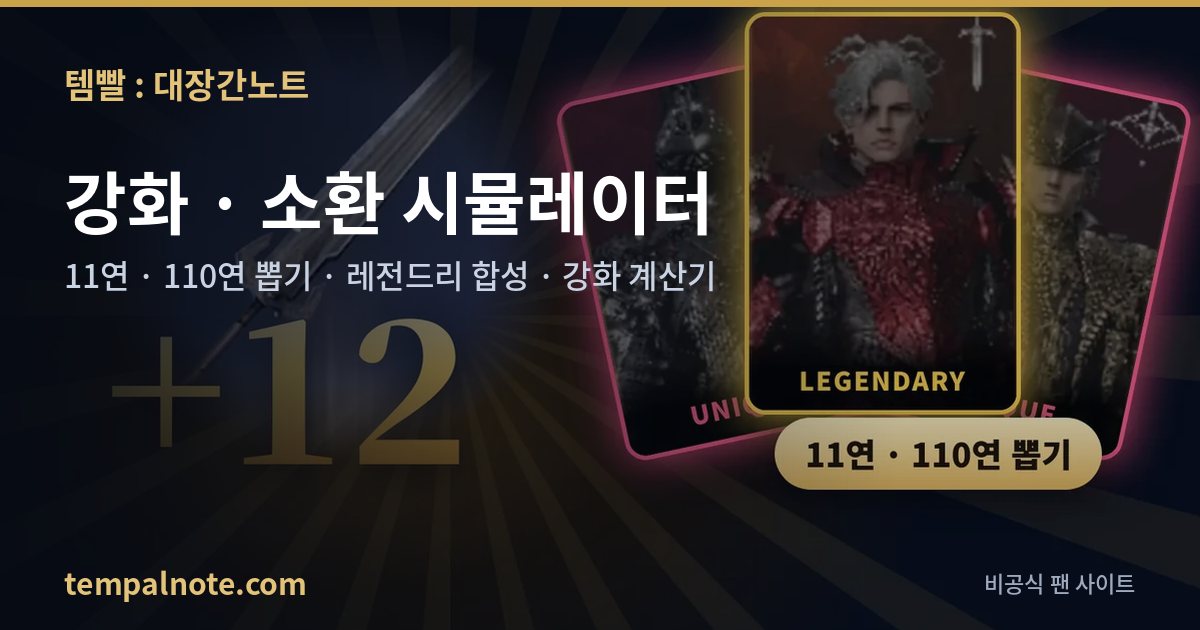 템빨 : 대장간노트
강화 · 소환 시뮬레이터
11연 · 110연 뽑기 · 레전드리 합성 · 강화 계산기
+12
LEGENDARY
11연 · 110연 뽑기
tempalnote.com
비공식 팬 사이트